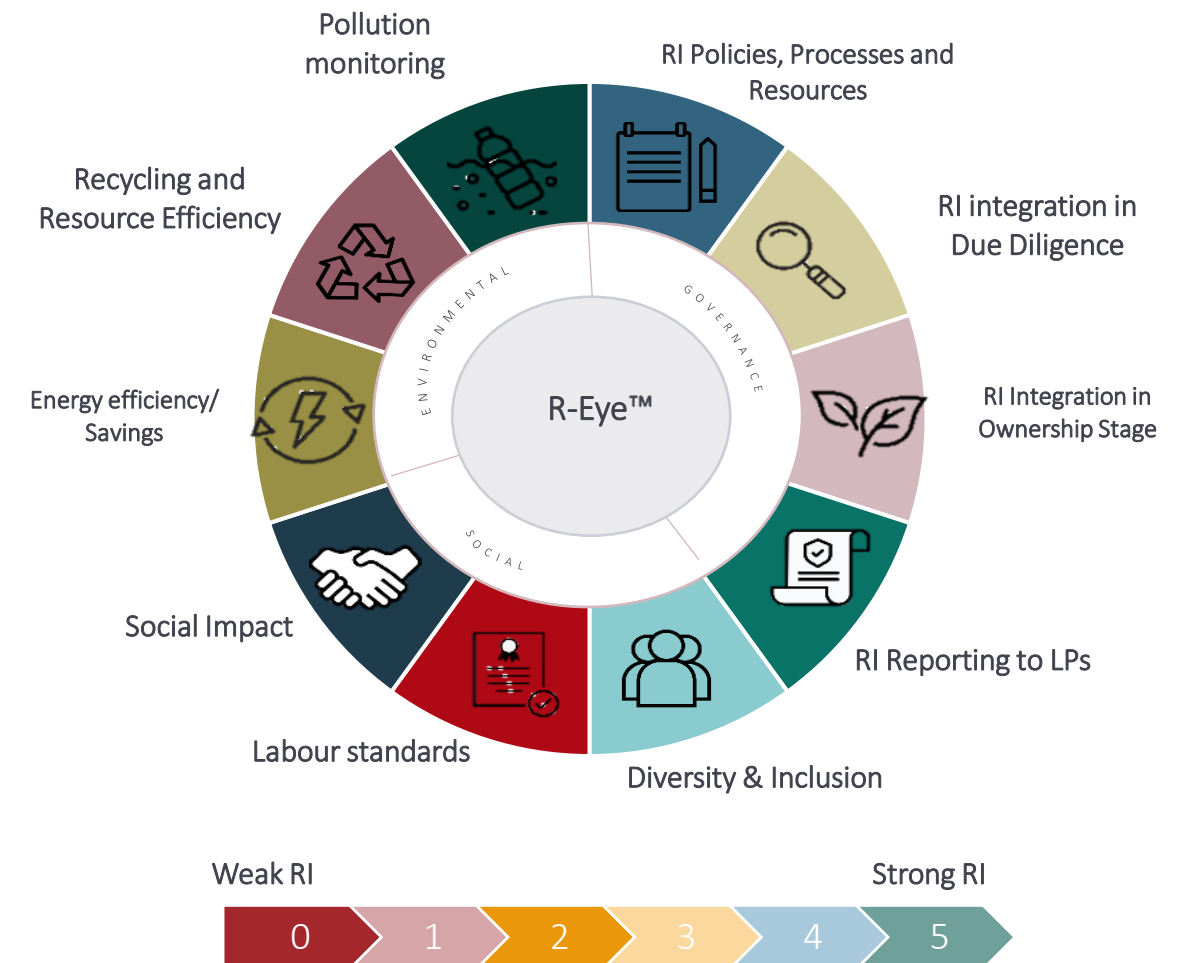 Pollution
monitoring
RI Policies, Processes and
Resources
Recycling and
Resource Efficiency
RI integration in
Due Diligence
ENVIRONMENTAL
GOVERNANCE
Energy efficiency/
Savings
R-Eye™
RI Integration in
Ownership Stage
SOCIAL
Social Impact
RI Reporting to LPs
Labour standards
Diversity & Inclusion
Weak RI
Strong RI
0 1 2 3 4 5